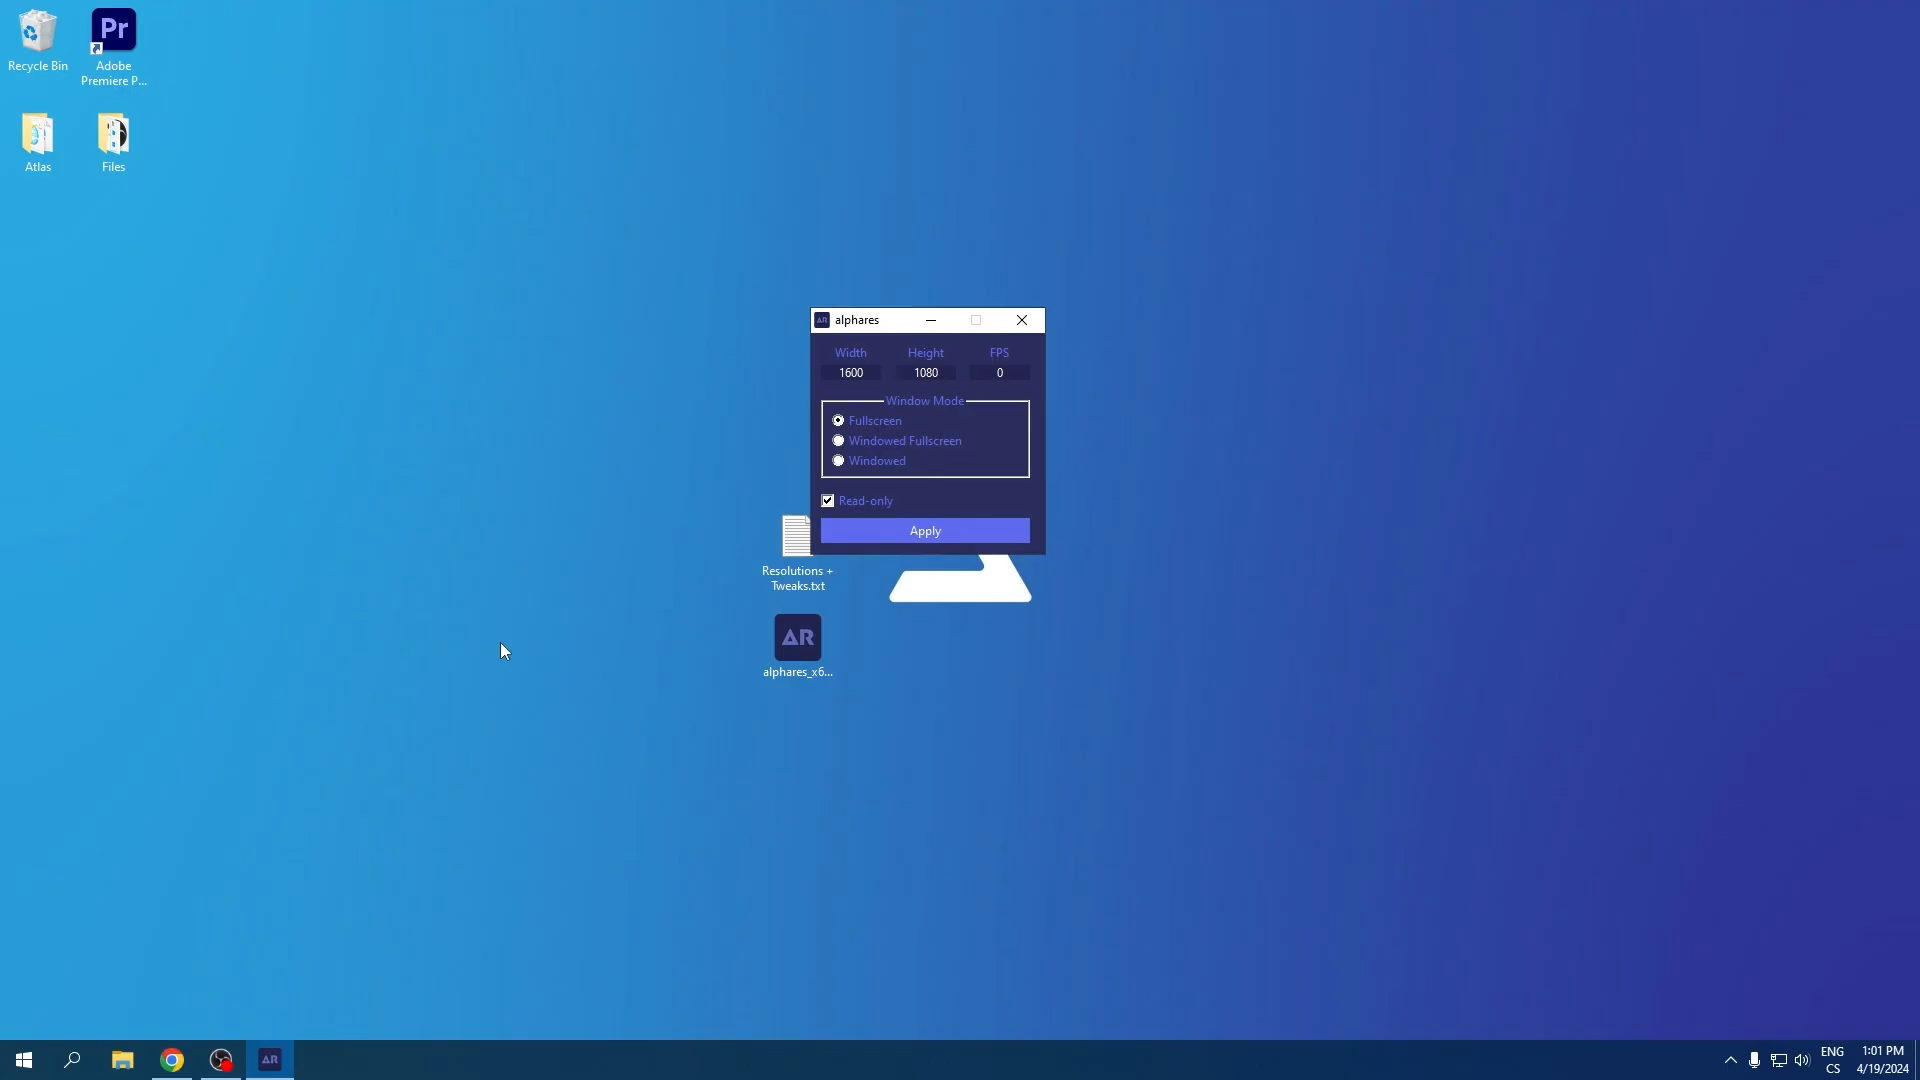 Recycle Bin
Pr
Adobe
Premiere P...
Atlas
Files
AR
alphares
Width
Height
FPS
1600
1080
0
Window Mode
Fullscreen
Windowed Fullscreen
Windowed
Read-only
Apply
Resolutions +
Tweaks.txt
AR
alphares_x6...
AR
ENG
CS
1:01 PM
4/19/2024